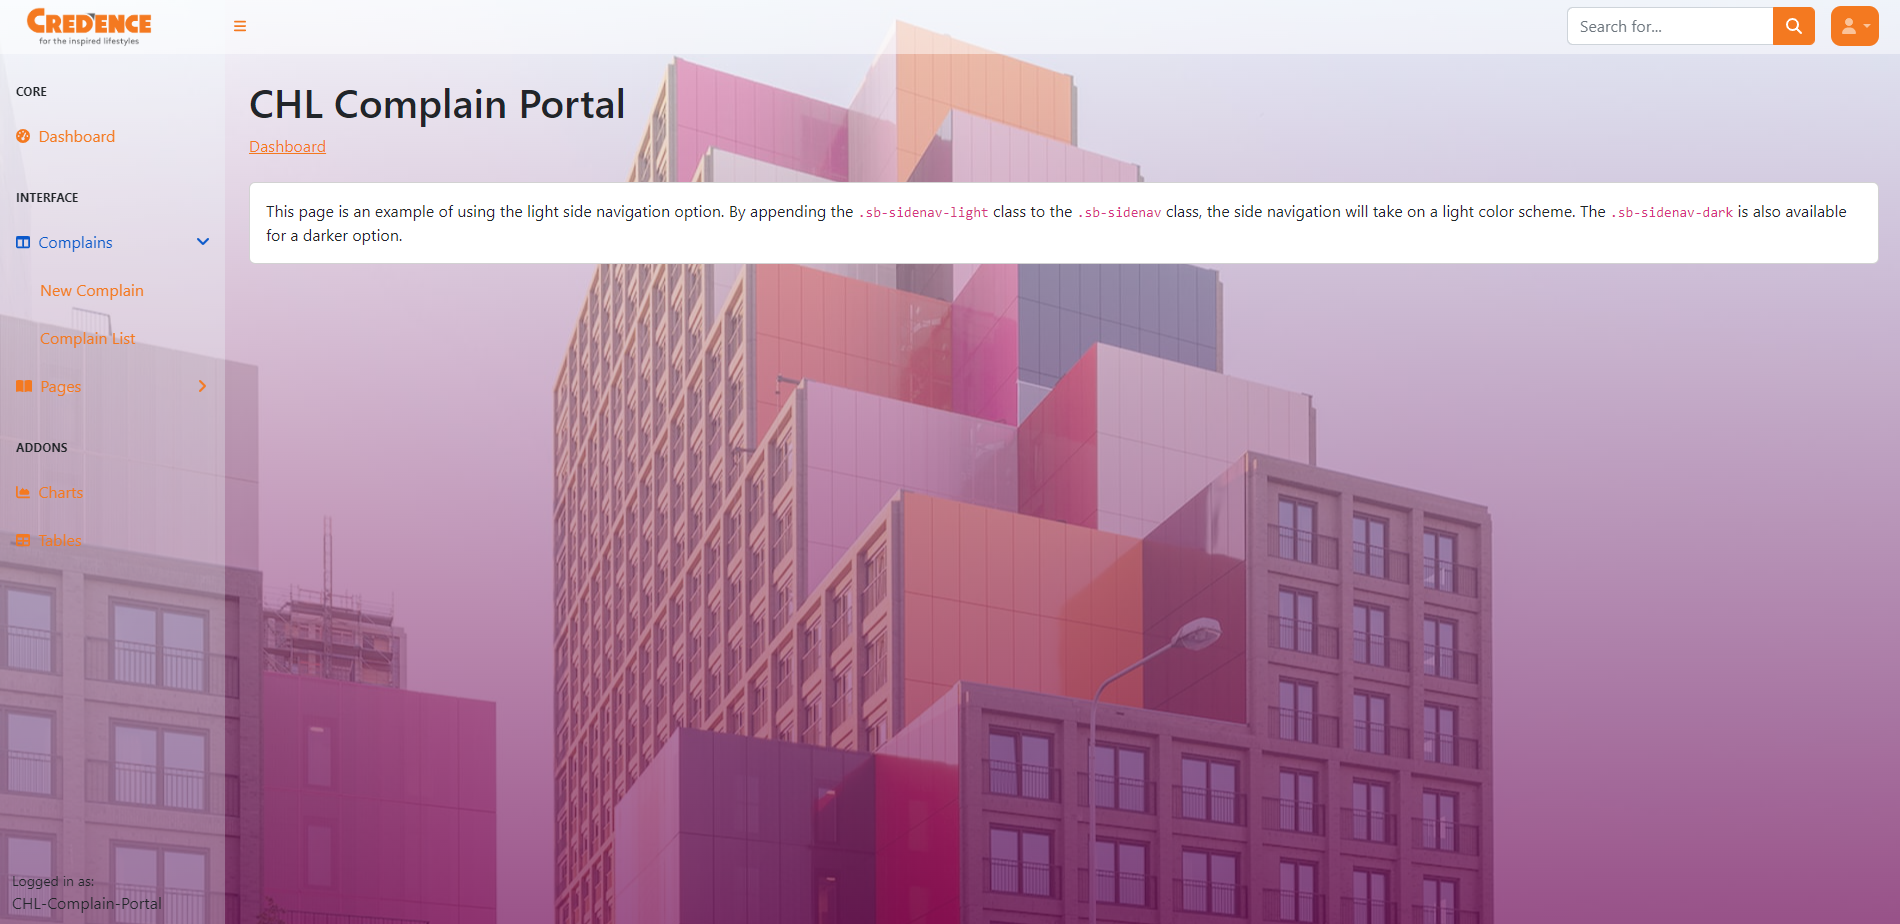 CREDENCE
for the inspired lifestyles
Search for...
CORE
Dashboard
INTERFACE
Complains
New Complain
Complain List
Pages
ADDONS
Charts
Tables
Logged in as:
CHL-Complain-Portal
CHL Complain Portal
Dashboard
This page is an example of using the light side navigation option. By appending the .sb-sidenav-light class to the .sb-sidenav class, the side navigation will take on a light color scheme. The .sb-sidenav-dark is also available
for a darker option.